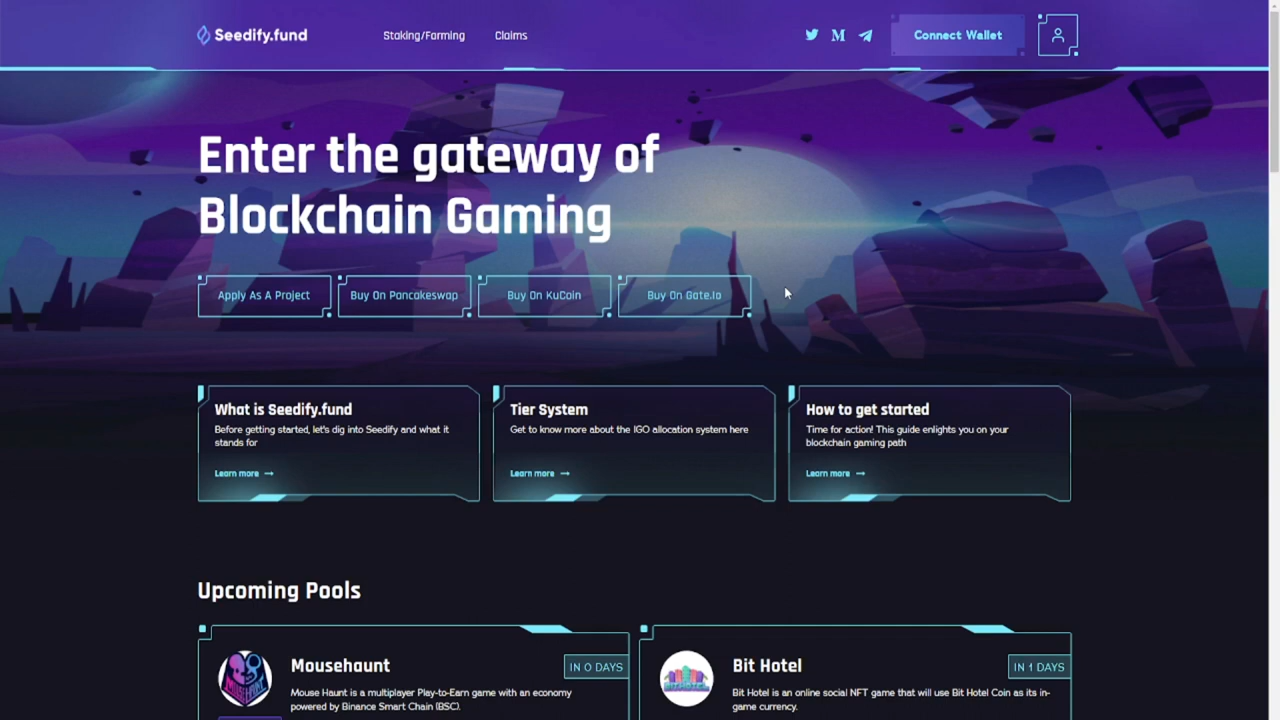 Seedify.fund
Staking/Farming
Claims
Connect Wallet
Enter the gateway of
Blockchain Gaming
Apply As A Project
Buy On Pancakeswap
Buy On KuCoin
Buy On Gate.Io
What is Seedify.fund
Before getting started, let's dig into Seedify and what it
stands for
Learn more →
Tier System
Get to know more about the IGO allocation system here
Learn more →
How to get started
Time for action! This guide enlights you on your
blockchain gaming path
Learn more →
Upcoming Pools
Mousehaunt
IN 0 DAYS
Mouse Haunt is a multiplayer Play-to-Earn game with an economy
powered by Binance Smart Chain (BSC).
BIT HOTEL
Bit Hotel
IN 1 DAYS
Bit Hotel is an online social NFT game that will use Bit Hotel Coin as its in-
game currency.